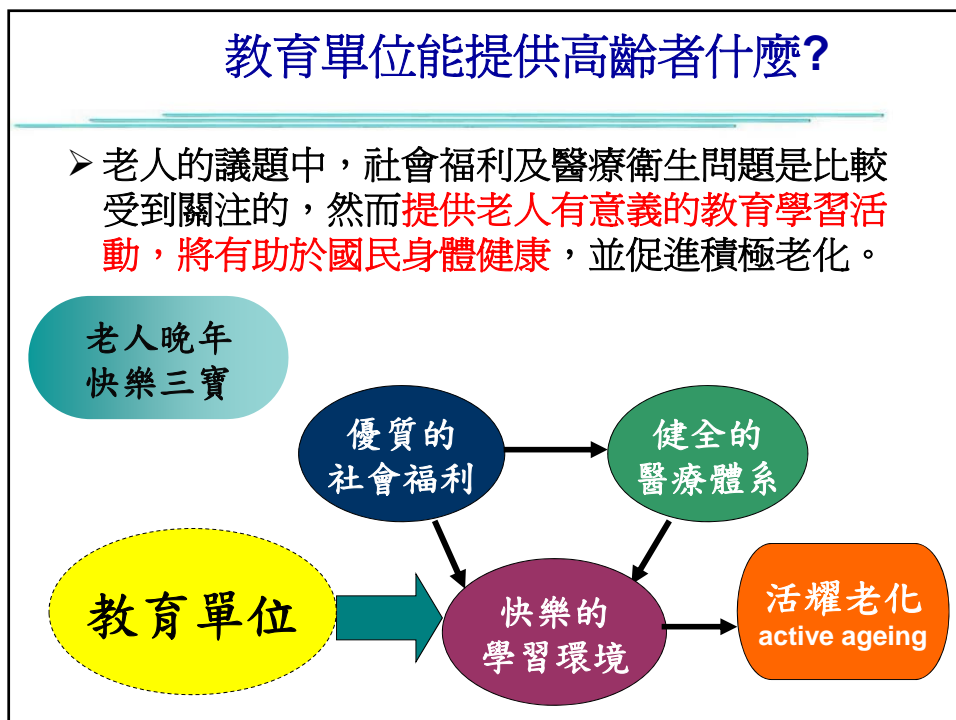 教育單位能提供高齡者什麼?
➢ 老人的議題中，社會福利及醫療衛生問題是比較
受到關注的，然而提供老人有意義的教育學習活
動，將有助於國民身體健康，並促進積極老化。
老人晚年
快樂三寶
優質的
社會福利
健全的
醫療體系
教育單位
快樂的
學習環境
活耀老化
active ageing